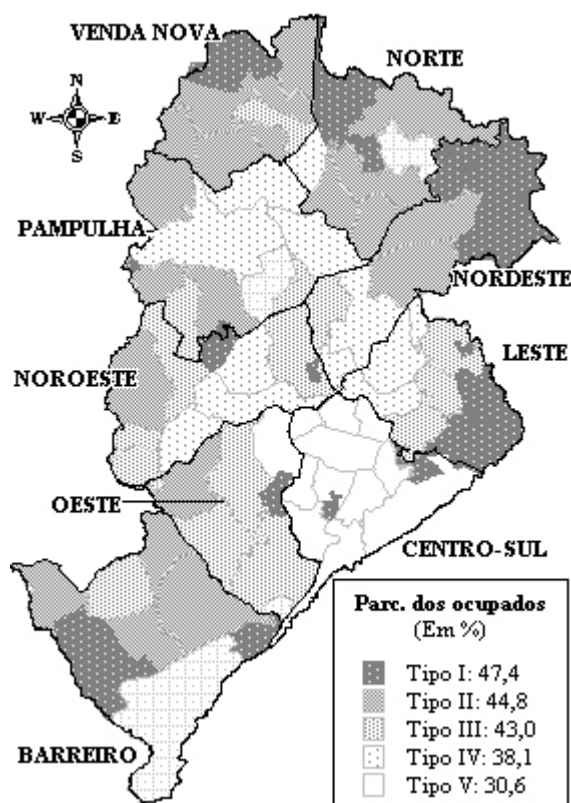 VENDA NOVA
NORTE
N
W E
S
PAMPULHA
NORDESTE
LESTE
NOROESTE
OESTE
CENTRO-SUL
BARREIRO
Parc. dos ocupados
(Em %)
Tipo I: 47,4
Tipo II: 44,8
Tipo III: 43,0
Tipo IV: 38,1
Tipo V: 30,6